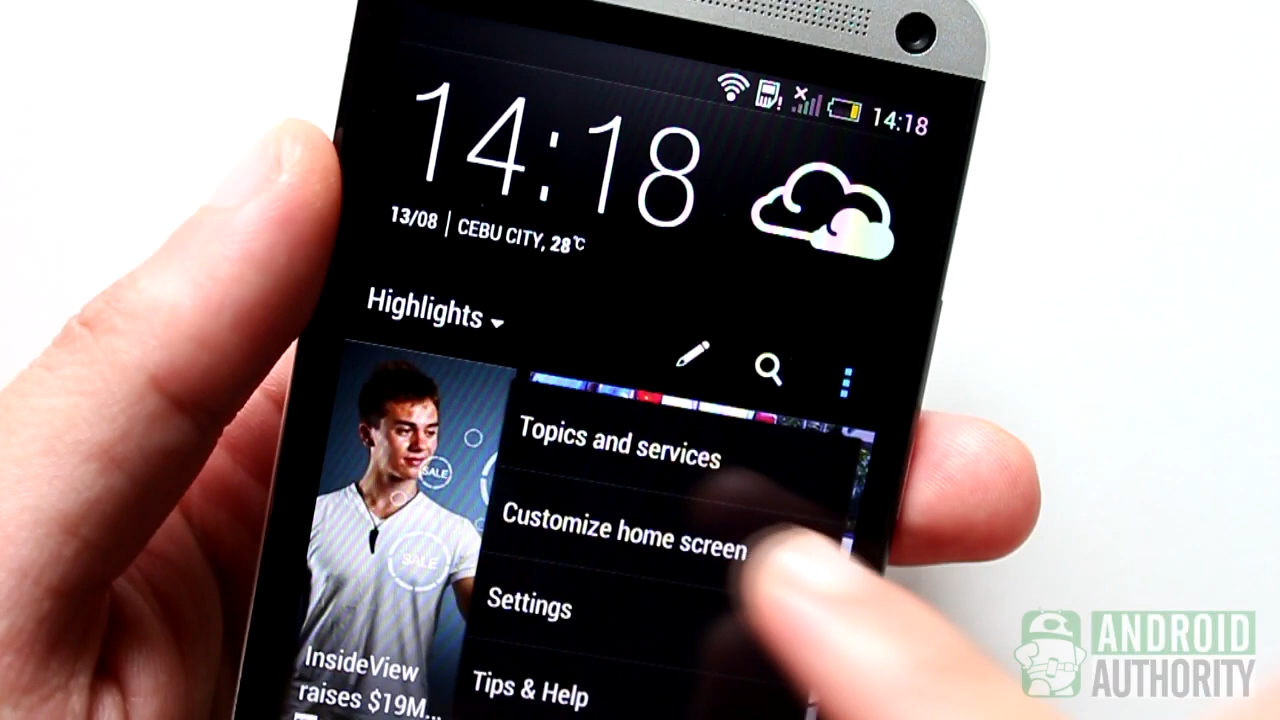 14:18
14:18
13/08 | CEBU CITY, 28℃
Highlights
Topics and services
SALE
Customize home screen
SALE
Settings
InsideView
raises $19M...
Tips & Help
ANDROID
AUTHORITY